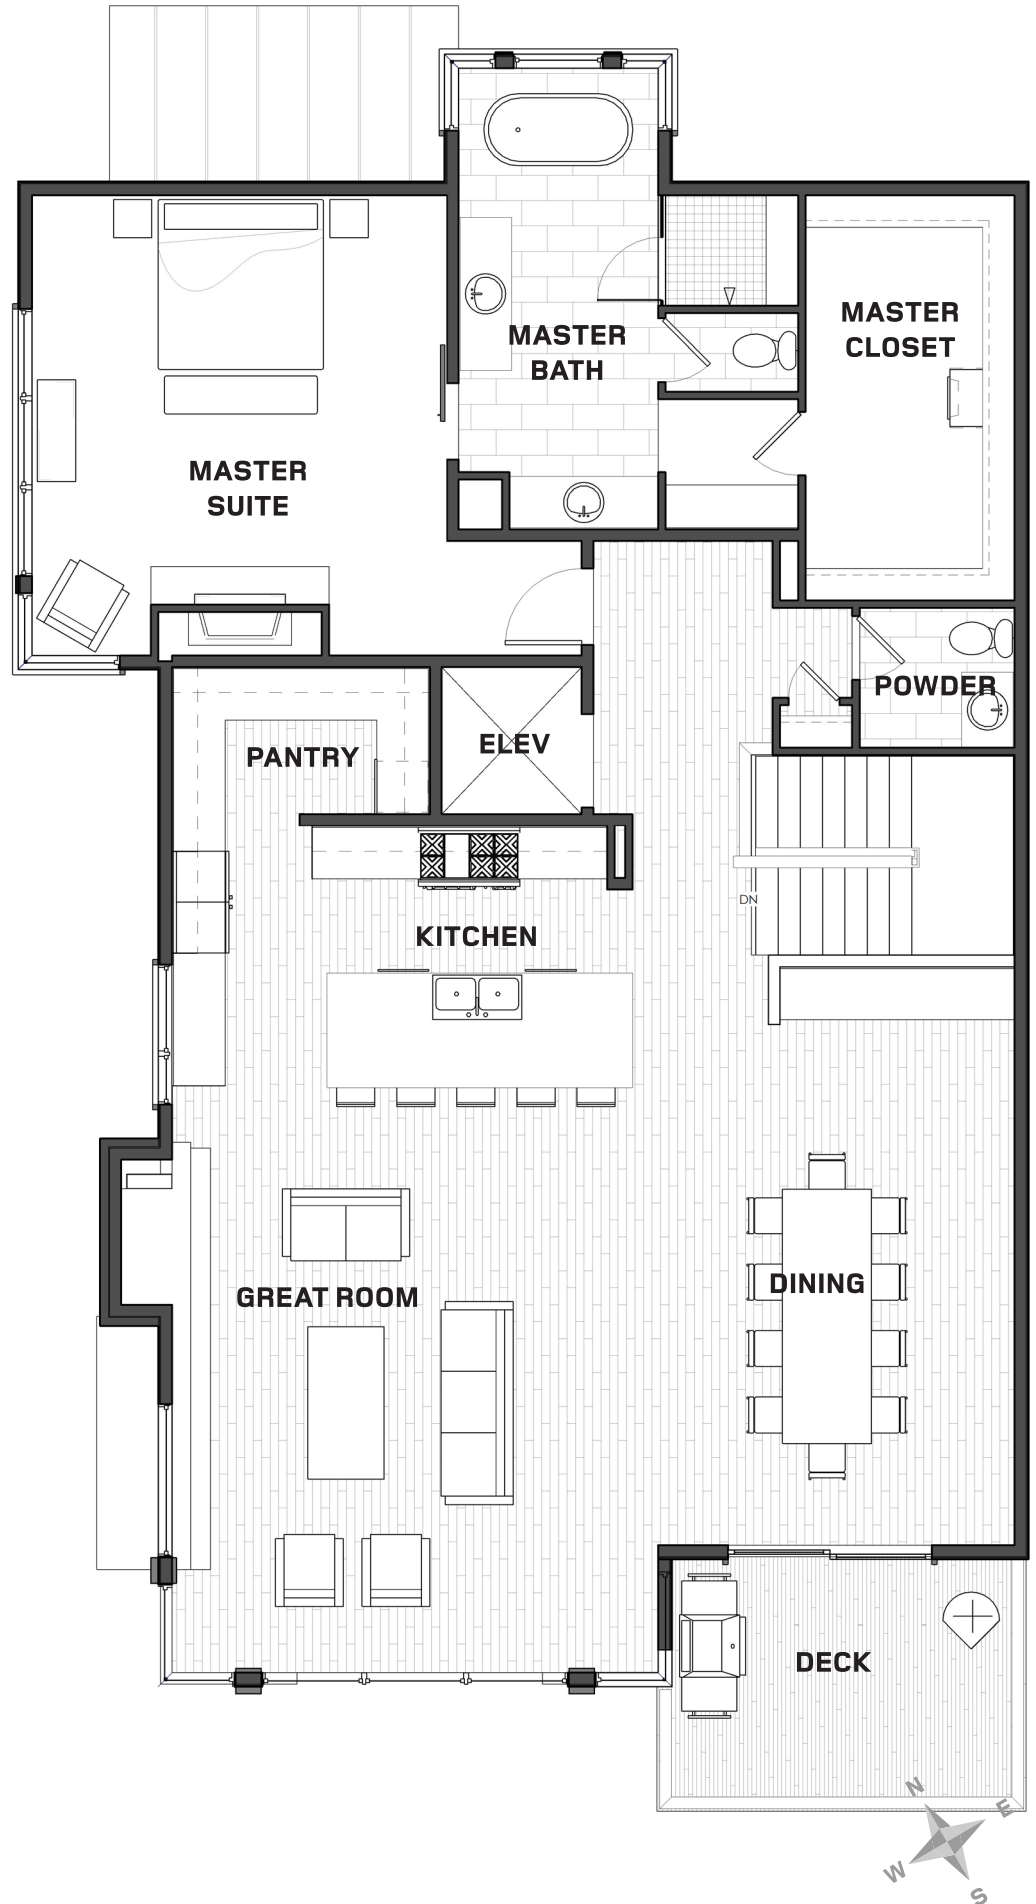 MASTER
CLOSET
MASTER
BATH
MASTER
SUITE
POWDER
ELEV
PANTRY
DN
KITCHEN
DINING
GREAT ROOM
DECK
N
E
W
S